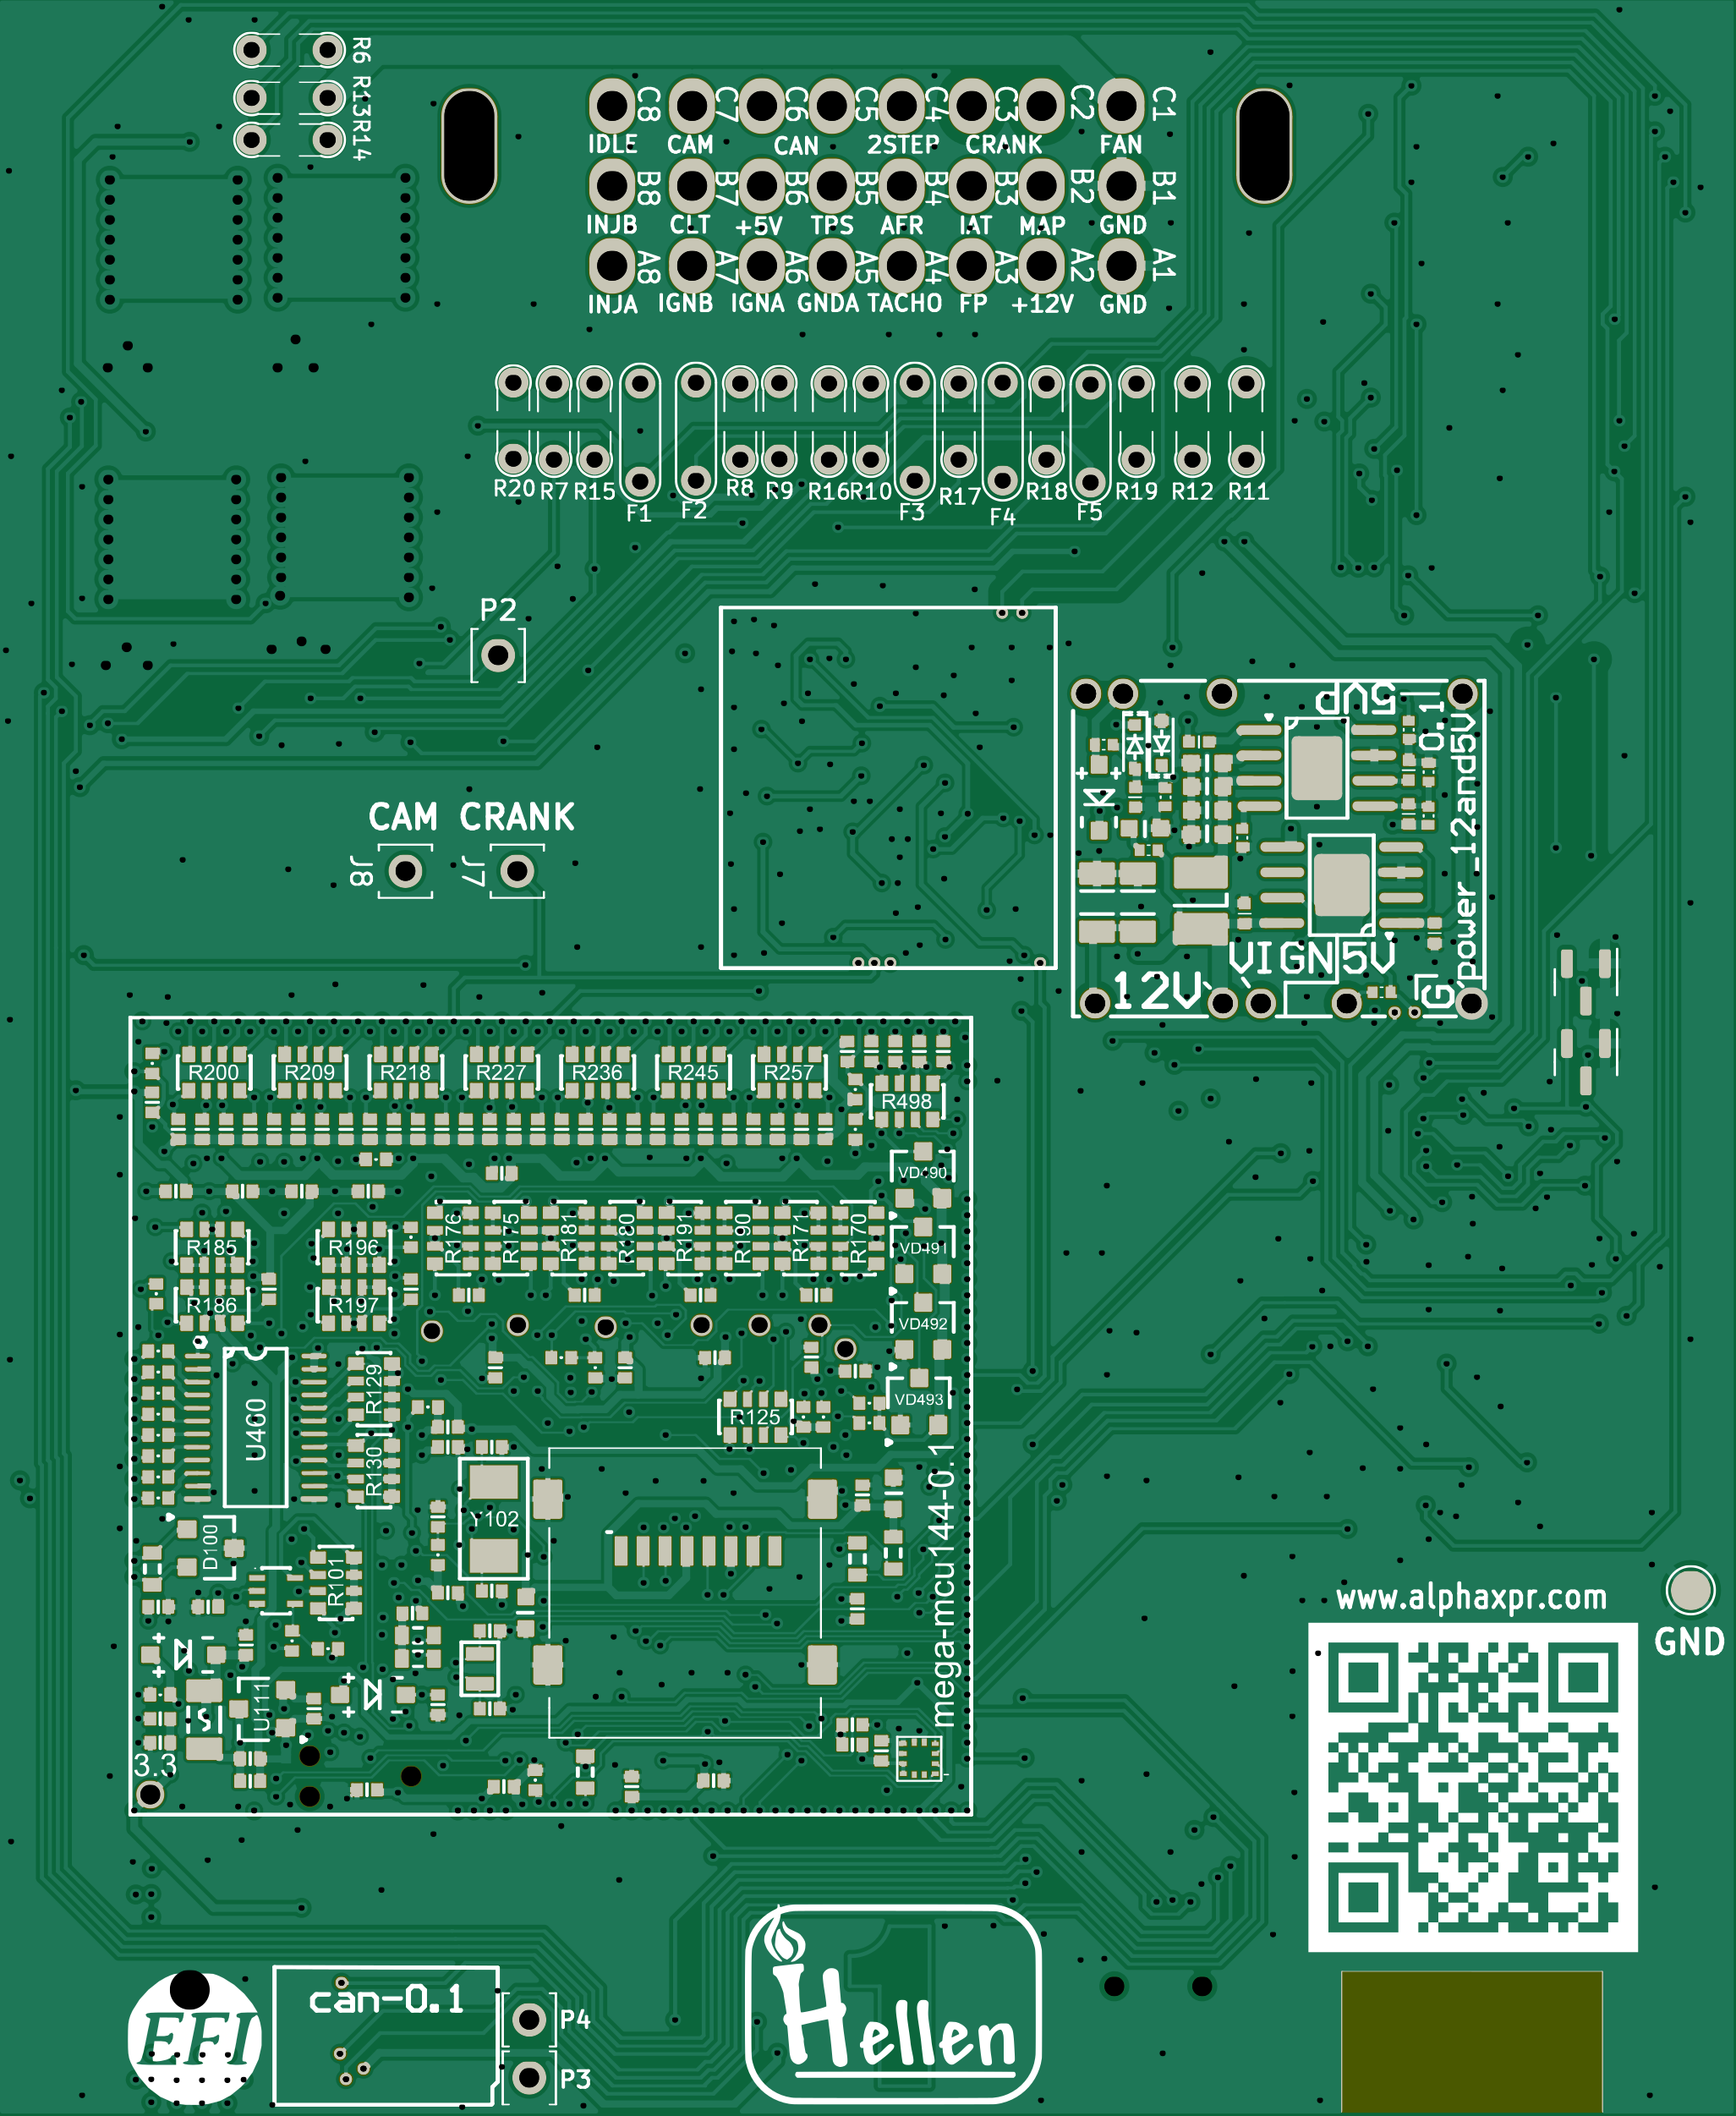 R6
R13
R14
C8 C7 C6 C5 C4 C3 C2 C1
IDLE CAM CAN 2STEP CRANK FAN
B8 B7 B6 B5 B4 B3 B2 B1
INJB CLT +5V TPS AFR IAT MAP GND
A8 A7 A6 A5 A4 A3 A2 A1
INJA IGNB IGNA GNDA TACHO FP +12V GND
R20 R7 R15 F1 F2 R8 R9 R16 R10 F3 R17 F4 R18 F5 R19 R12 R11
P2
5VP
0.1
power_12and5V
CAM CRANK
J8 J7
VIGN 5V
12V
G
R200 R209 R218 R227 R236 R245 R257
R498
VD490
R176 R175 R181 R180 R191 R190 R171 R170
R185 R196
VD491
R186 R197
VD492
R129
VD493
U460
R125
R130
mega-mcu144-0.1
Y102
D100
R101
U111
3.3
www.alphaxpr.com
GND
EFI
can-0.1
P4
P3
1
Hellen